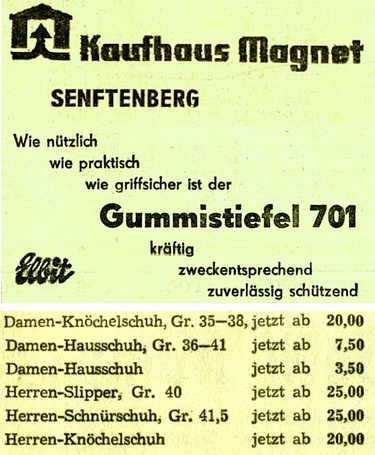 Kaufhaus Magnet
SENFTENBERG
Wie nützlich
wie praktisch
wie griffsicher ist der
Gummistiefel 701
kräftig
zweckentsprechend
zuverlässig schützend
Elbit
Damen-Knöchelschuh, Gr. 35—38, jetzt ab 20,00
Damen-Hausschuh, Gr. 36—41 jetzt ab 7,50
Damen-Hausschuh jetzt ab 3,50
Herren-Slipper, Gr. 40 jetzt ab 25,00
Herren-Schnürschuh, Gr. 41,5 jetzt ab 25,00
Herren-Knöchelschuh jetzt ab 20,00